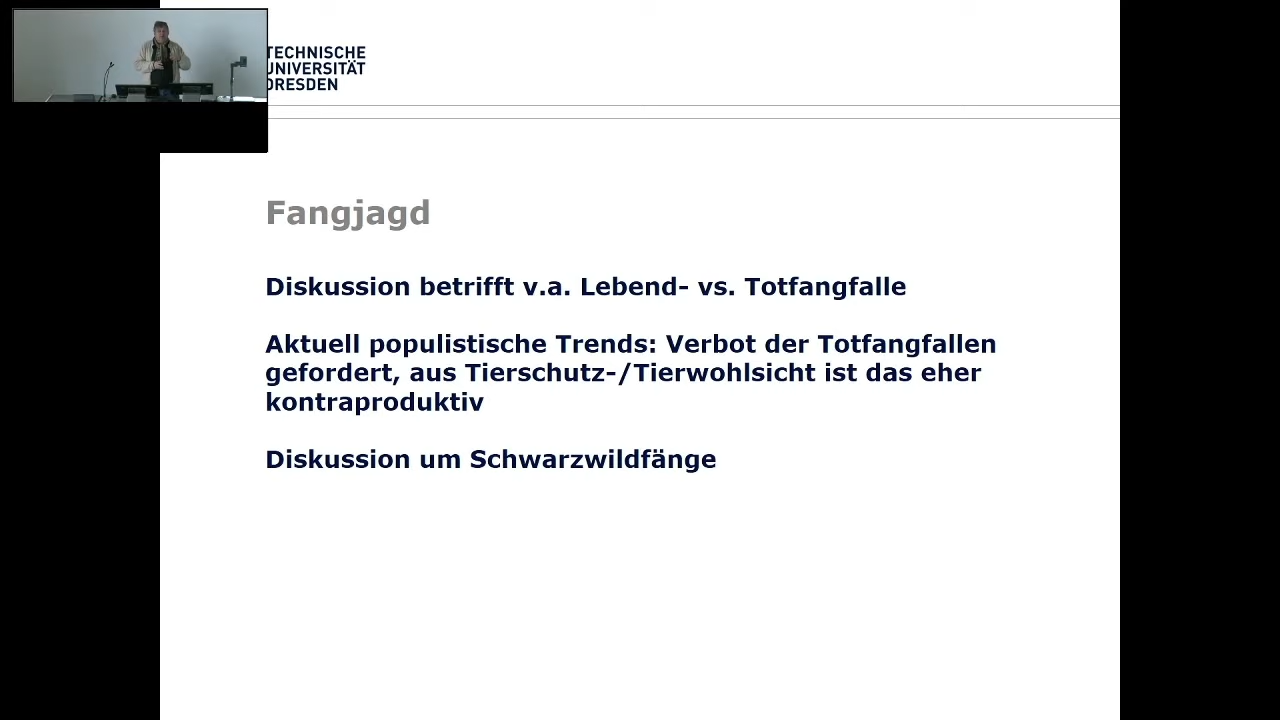 TECHNISCHE
UNIVERSITÄT
DRESDEN
Fangjagd
Diskussion betrifft v.a. Lebend- vs. Totfangfalle
Aktuell populistische Trends: Verbot der Totfangfallen
gefordert, aus Tierschutz-/Tierwohlsicht ist das eher
kontraproduktiv
Diskussion um Schwarzwildfänge